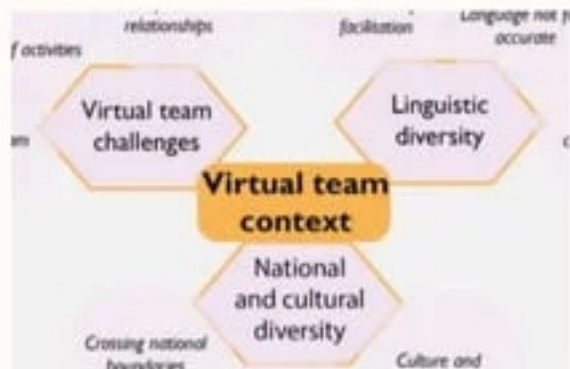 relationships
facilitation
Language not
accurate
of activities
Virtual team
challenges
Linguistic
diversity
Virtual team
context
National
and cultural
diversity
Crossing national
boundaries
Culture and